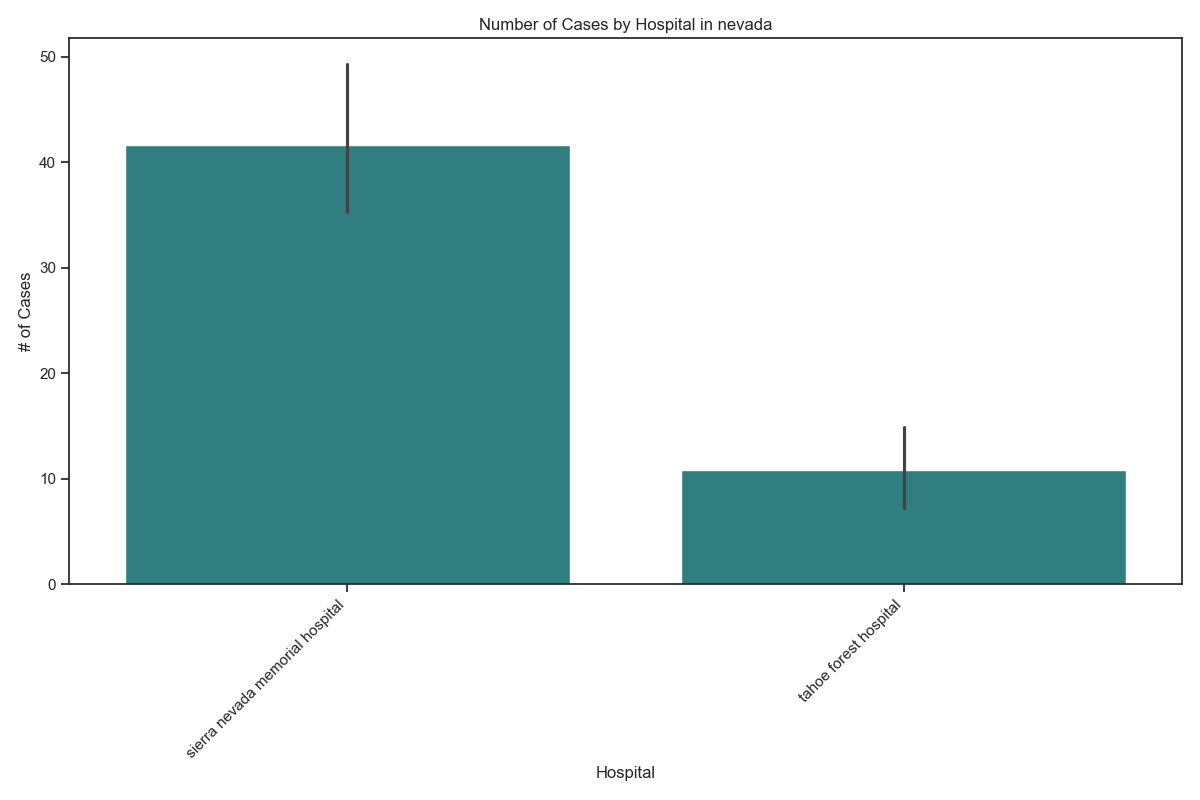 Number of Cases by Hospital in nevada
# of Cases
50
40
30
20
10
0
sierra nevada memorial hospital
tahoe forest hospital
Hospital